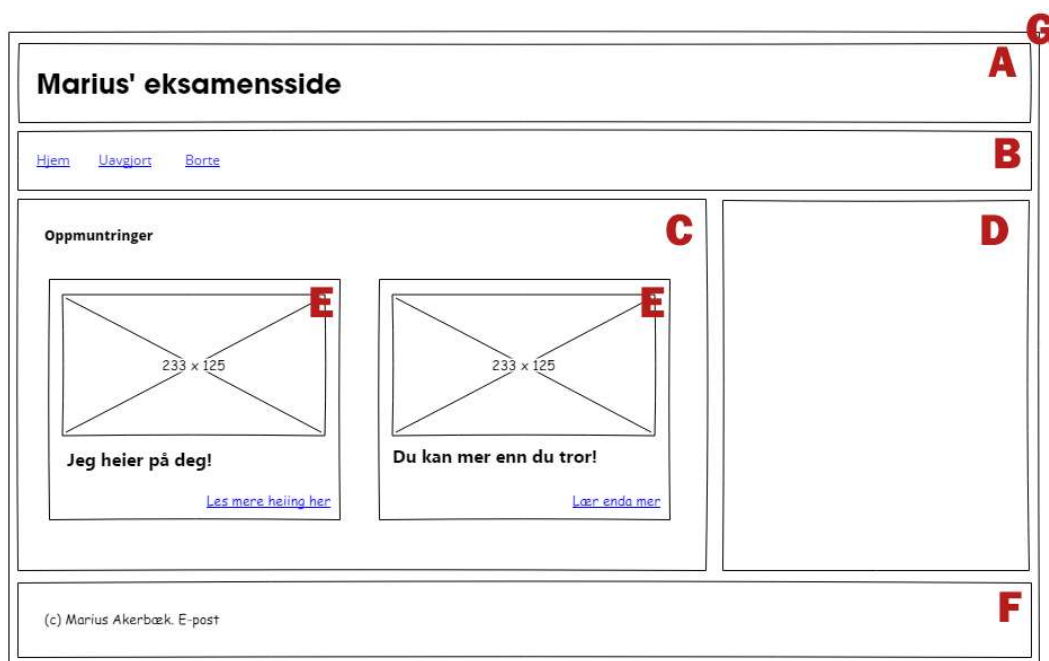 G
A
Marius' eksamensside
B
Hjem Uavgjort Borte
C
D
Oppmuntringer
E E
233 x 125 233 x 125
Jeg heier på deg! Du kan mer enn du tror!
Les mere heiing her Lær enda mer
F
(c) Marius Akerbæk. E-post